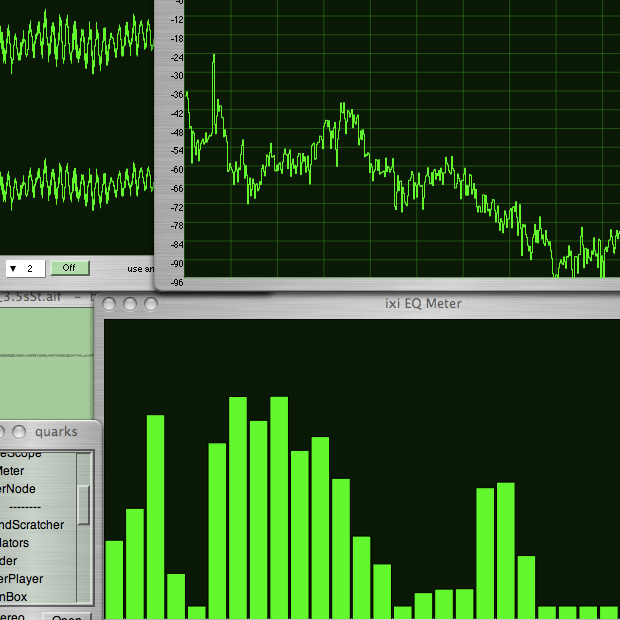 -12
-18
-24
-30
-36
-42
-48
-54
-60
-66
-72
-78
-84
-90
-96
▼ 2
Off
use an
_3.5sSt.aif -
ixi EQ Meter
quarks
eScope
Meter
erNode
--------
ndScratcher
lators
der
erPlayer
nBox
ereo
Open